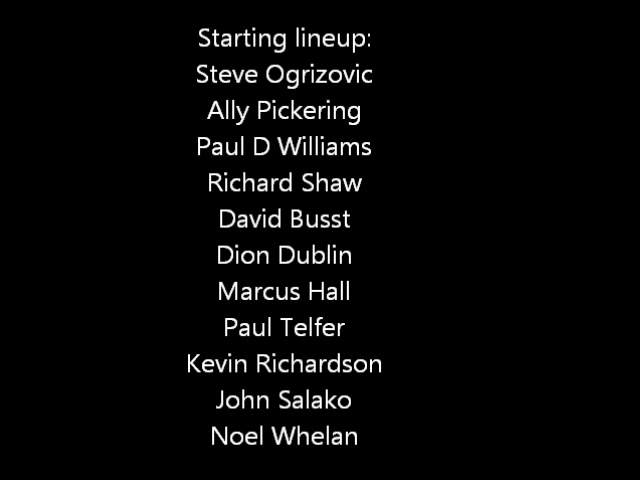 Starting lineup:
Steve Ogrizovic
Ally Pickering
Paul D Williams
Richard Shaw
David Busst
Dion Dublin
Marcus Hall
Paul Telfer
Kevin Richardson
John Salako
Noel Whelan